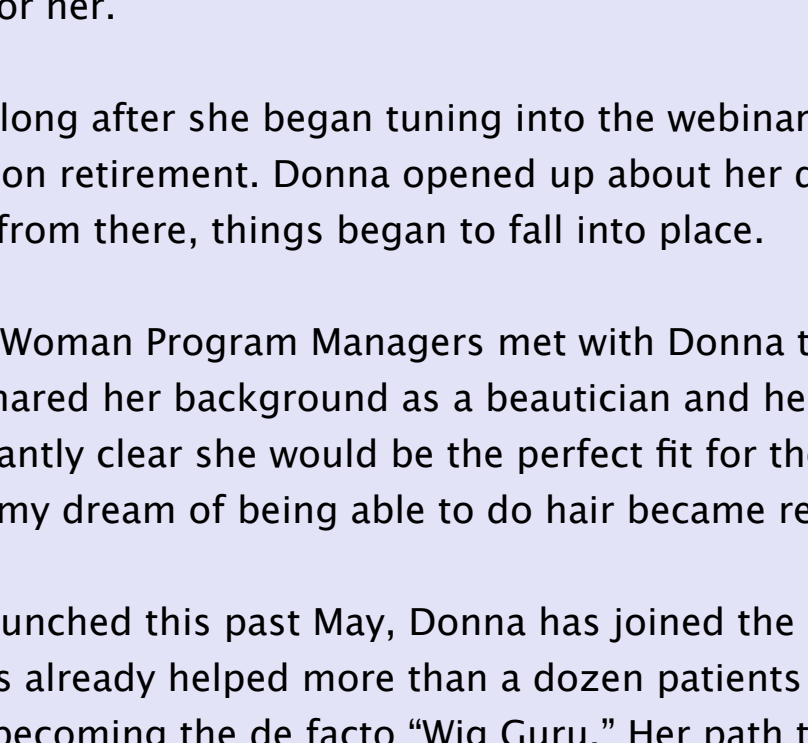 or her.
long after she began tuning into the webinar
on retirement. Donna opened up about her
from there, things began to fall into place.
Woman Program Managers met with Donna t
hared her background as a beautician and he
antly clear she would be the perfect fit for the
my dream of being able to do hair became re
unched this past May, Donna has joined the
s already helped more than a dozen patients
becoming the de facto “Wig Guru.” Her path t